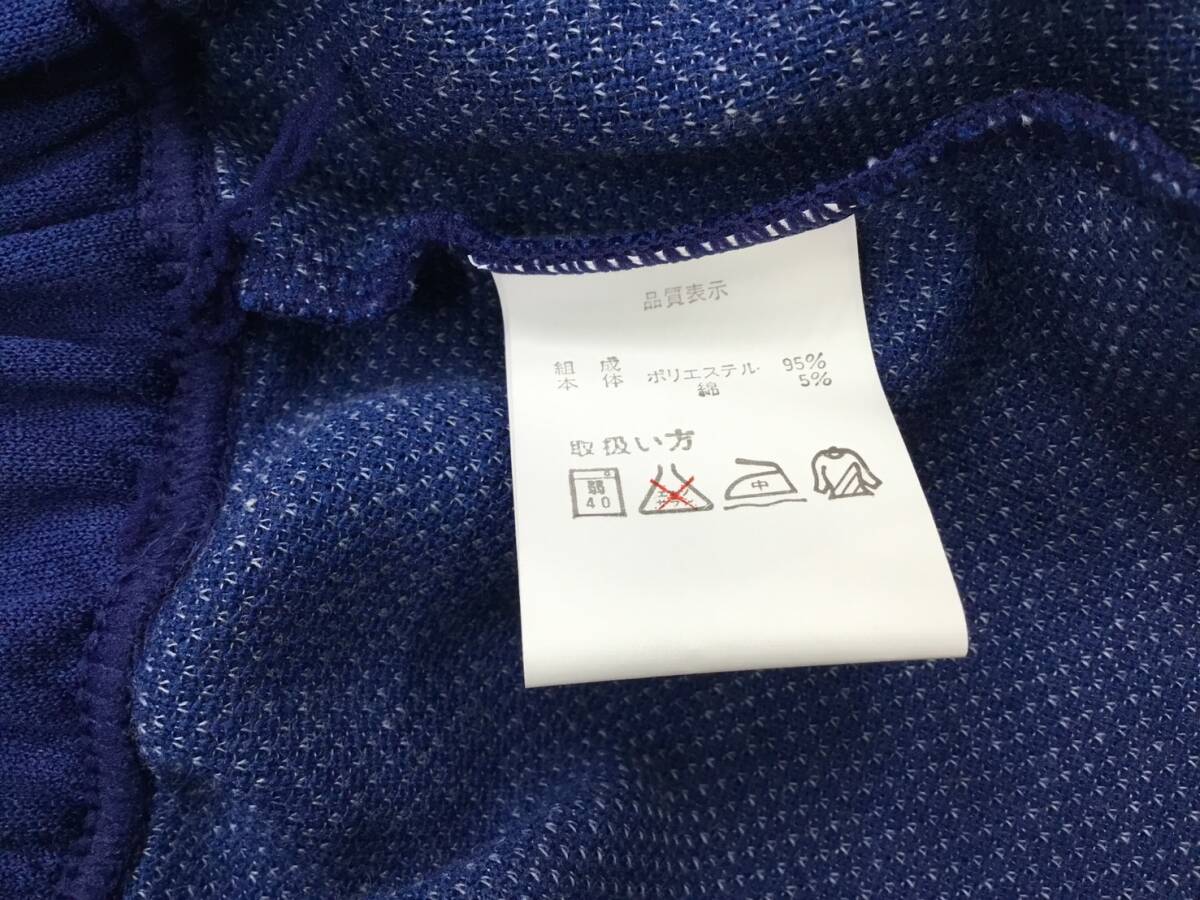 品質表示
組成 ポリエステル 95%
本体 綿 5%
取扱い方
弱
40
中